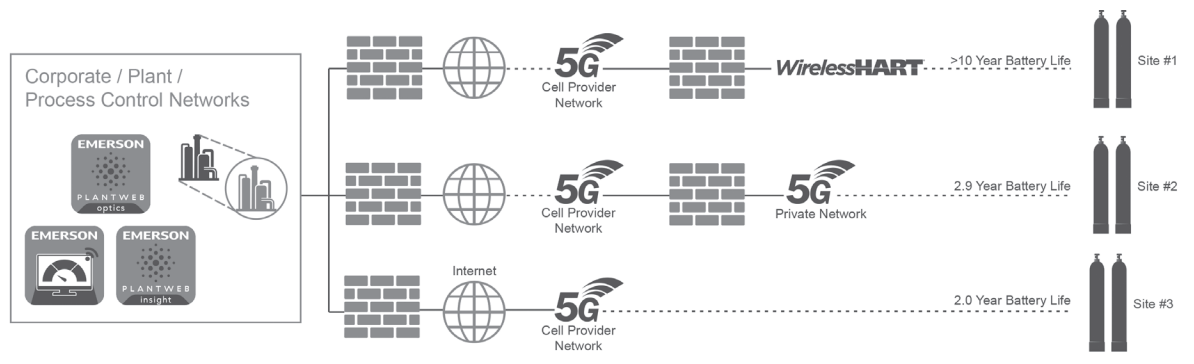 Corporate / Plant /
Process Control Networks
EMERSON
PLANTWEB
optics
EMERSON
EMERSON
PLANTWEB
insight
5G
Cell Provider
Network
WirelessHART
>10 Year Battery Life
Site #1
5G
Cell Provider
Network
5G
Private Network
2.9 Year Battery Life
Site #2
Internet
5G
Cell Provider
Network
2.0 Year Battery Life
Site #3